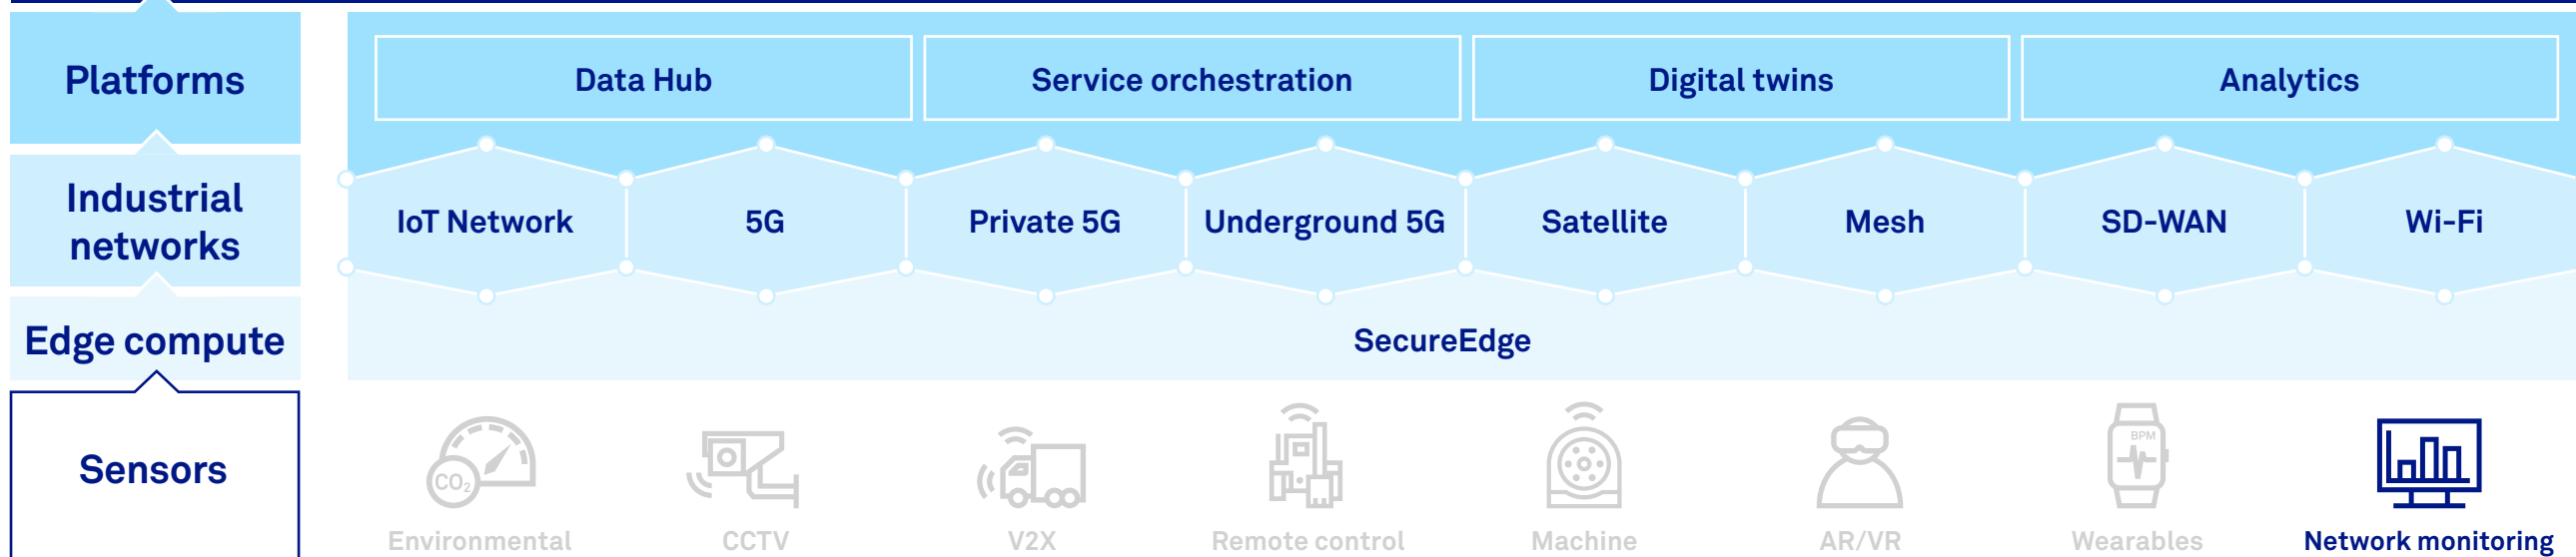 Platforms
Data Hub
Service orchestration
Digital twins
Analytics
Industrial
networks
IoT Network
5G
Private 5G
Underground 5G
Satellite
Mesh
SD-WAN
Wi-Fi
Edge compute
SecureEdge
Sensors
CO₂
BPM
Environmental
CCTV
V2X
Remote control
Machine
AR/VR
Wearables
Network monitoring